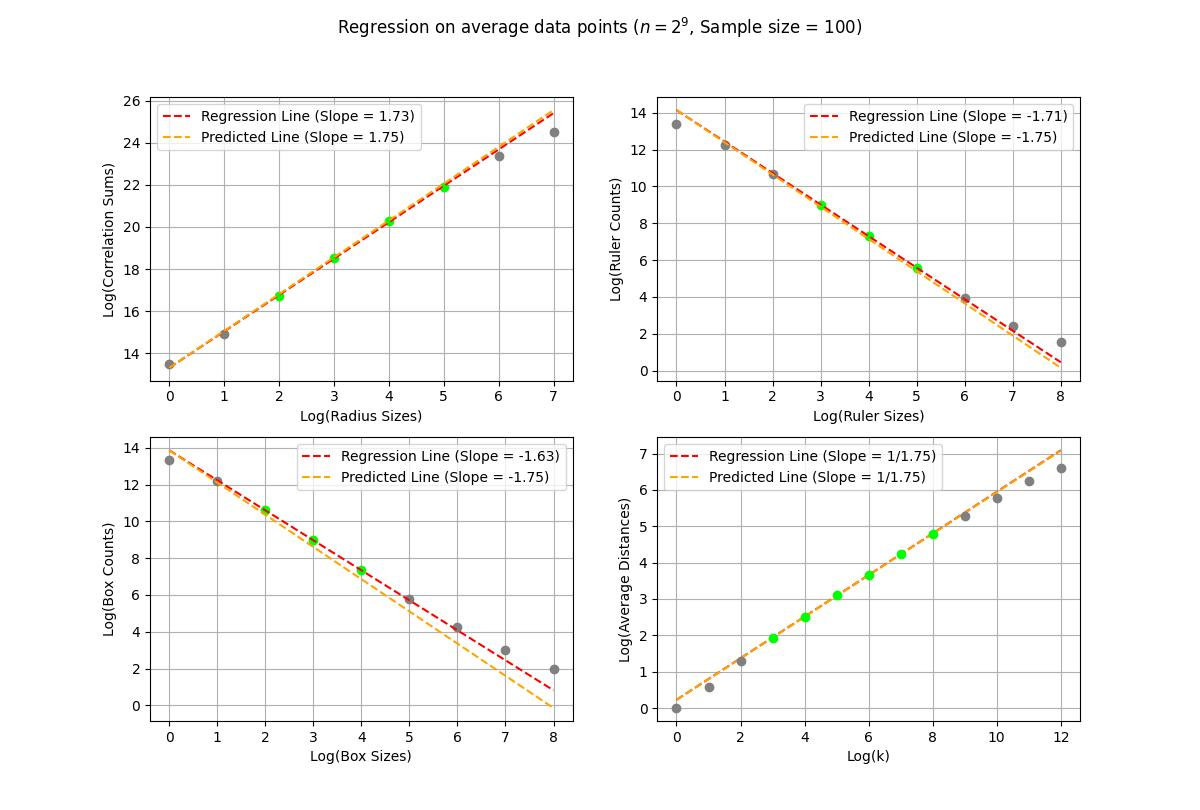 Regression on average data points (n = 2⁹, Sample size = 100)
Regression Line (Slope = 1.73)
Predicted Line (Slope = 1.75)
Log(Correlation Sums)
26
24
22
20
18
16
14
0 1 2 3 4 5 6 7
Log(Radius Sizes)
Regression Line (Slope = -1.71)
Predicted Line (Slope = -1.75)
Log(Ruler Counts)
14
12
10
8
6
4
2
0
0 1 2 3 4 5 6 7 8
Log(Ruler Sizes)
Regression Line (Slope = -1.63)
Predicted Line (Slope = -1.75)
Log(Box Counts)
14
12
10
8
6
4
2
0
0 1 2 3 4 5 6 7 8
Log(Box Sizes)
Regression Line (Slope = 1/1.75)
Predicted Line (Slope = 1/1.75)
Log(Average Distances)
7
6
5
4
3
2
1
0
0 2 4 6 8 10 12
Log(k)